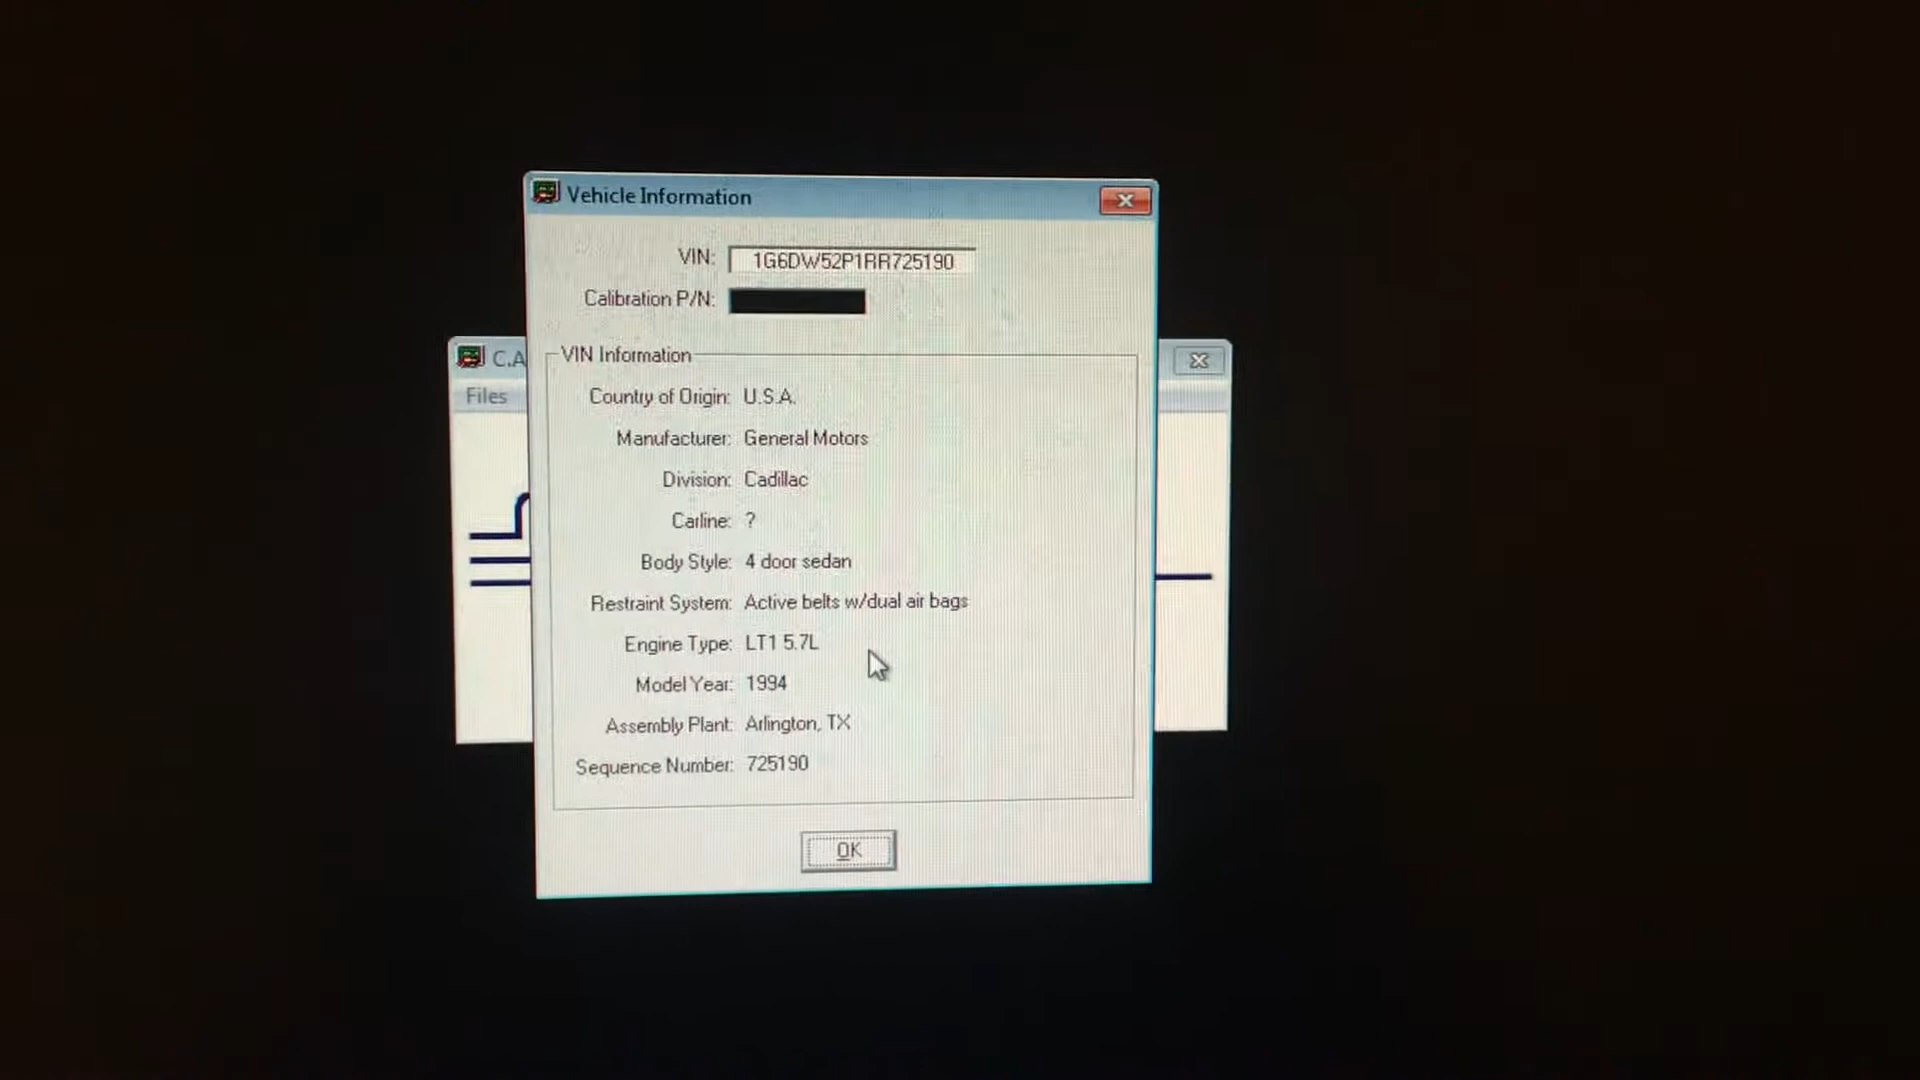 Vehicle Information
VIN: 1G6DW52P1RR725190
Calibration P/N:
C.A
Files
VIN Information
Country of Origin: U.S.A.
Manufacturer: General Motors
Division: Cadillac
Carline: ?
Body Style: 4 door sedan
Restraint System: Active belts w/dual air bags
Engine Type: LT1 5.7L
Model Year: 1994
Assembly Plant: Arlington, TX
Sequence Number: 725190
OK